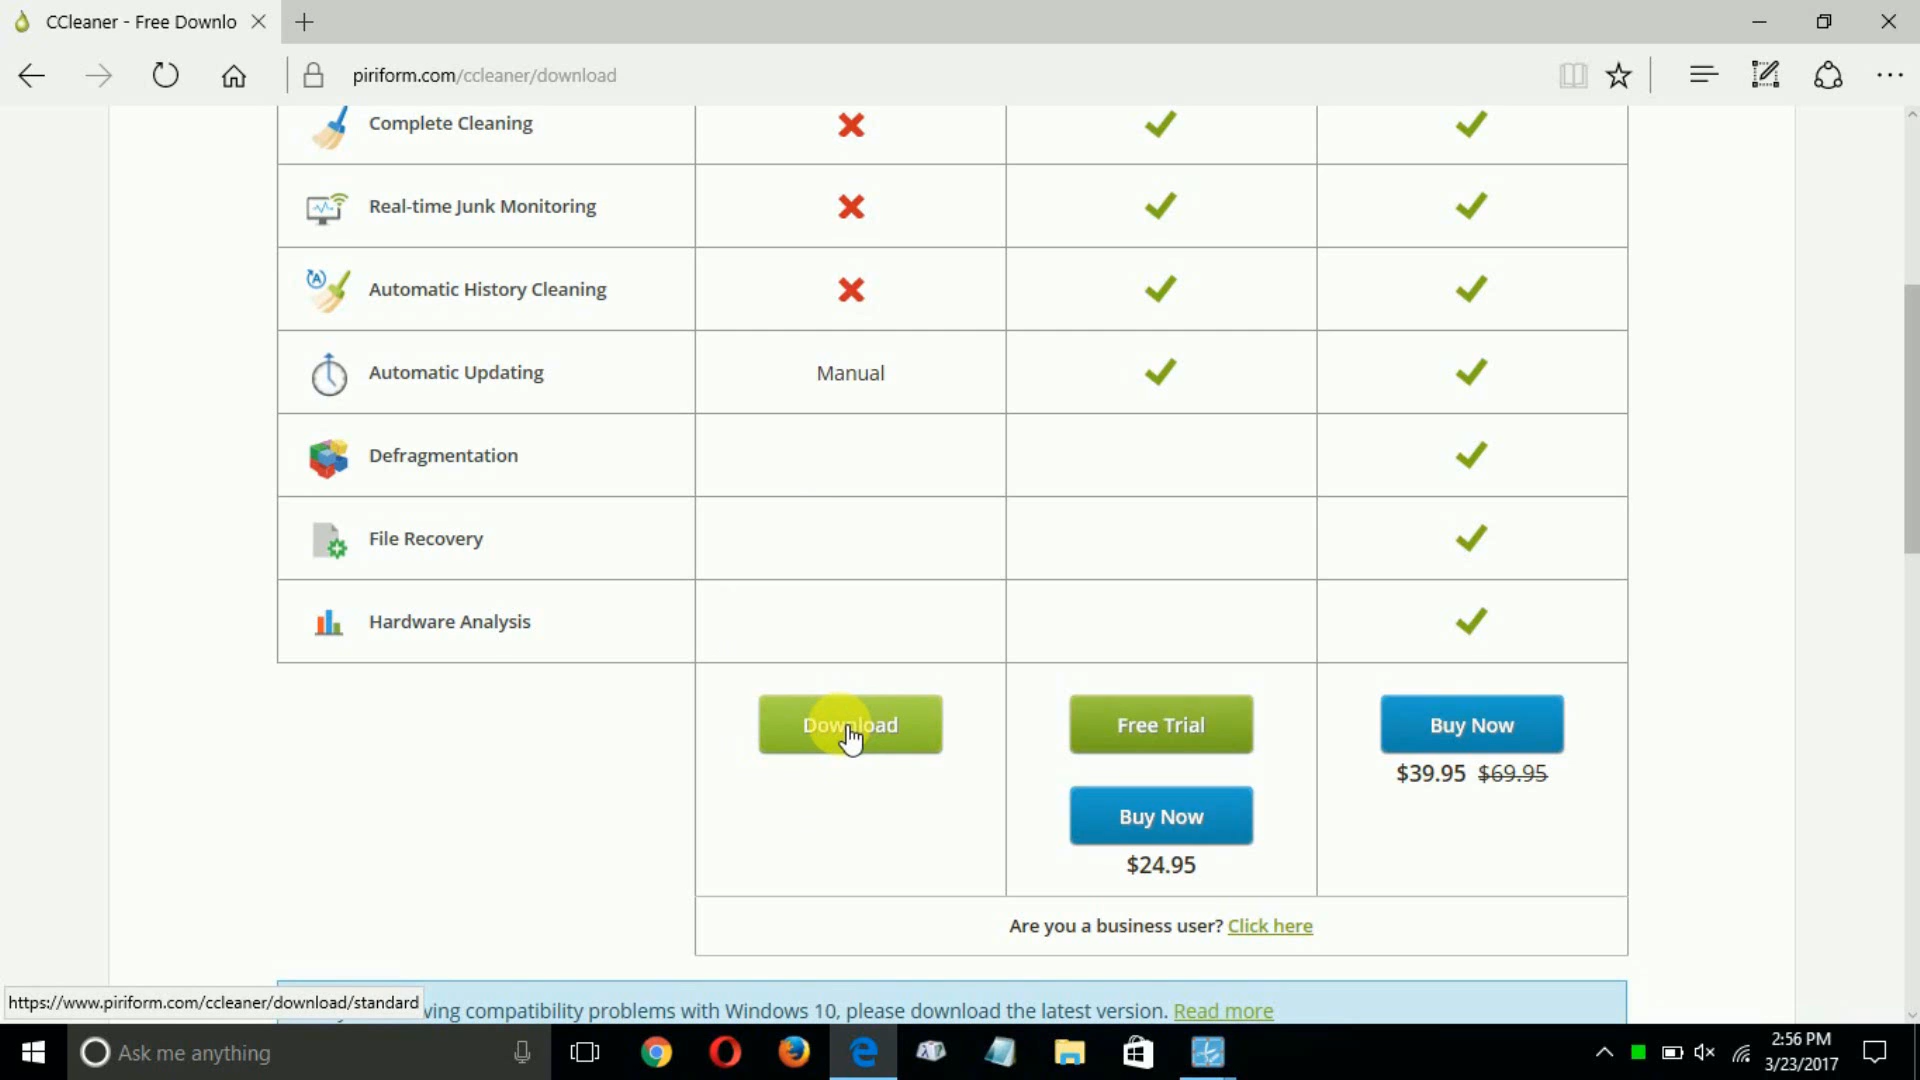 CCleaner - Free Downlo
piriform.com/ccleaner/download
Complete Cleaning
Real-time Junk Monitoring
Automatic History Cleaning
Automatic Updating
Manual
Defragmentation
File Recovery
Hardware Analysis
Download
Free Trial
Buy Now
$39.95 $69.95
Buy Now
$24.95
Are you a business user? Click here
https://www.piriform.com/ccleaner/download/standard
ving compatibility problems with Windows 10, please download the latest version. Read more
Ask me anything
2:56 PM
3/23/2017